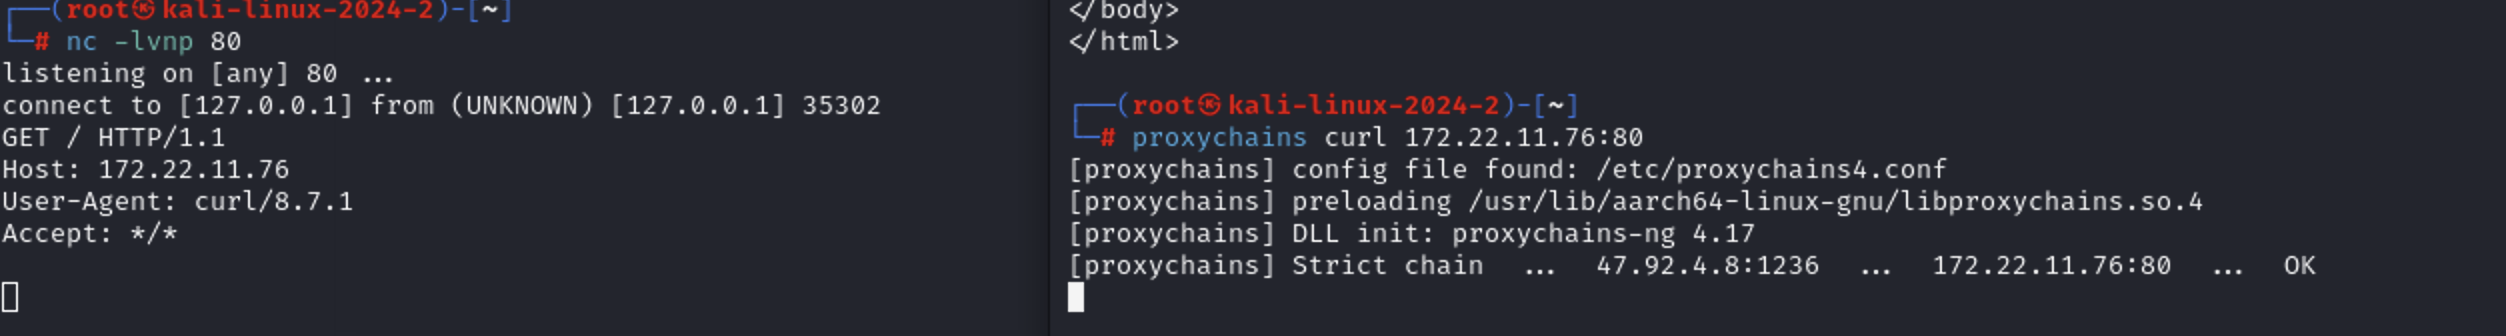 ┌──(root㉿kali-linux-2024-2)-[~]
└─# nc -lvnp 80
listening on [any] 80 ...
connect to [127.0.0.1] from (UNKNOWN) [127.0.0.1] 35302
GET / HTTP/1.1
Host: 172.22.11.76
User-Agent: curl/8.7.1
Accept: */*
</body>
</html>
┌──(root㉿kali-linux-2024-2)-[~]
└─# proxychains curl 172.22.11.76:80
[proxychains] config file found: /etc/proxychains4.conf
[proxychains] preloading /usr/lib/aarch64-linux-gnu/libproxychains.so.4
[proxychains] DLL init: proxychains-ng 4.17
[proxychains] Strict chain  ...  47.92.4.8:1236  ...  172.22.11.76:80  ...  OK